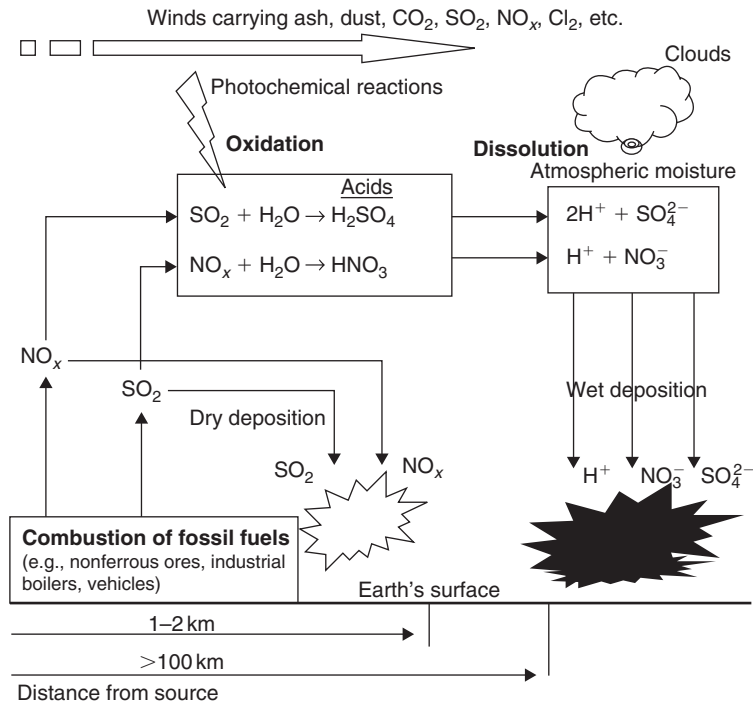 Winds carrying ash, dust, CO₂, SO₂, NOₓ, Cl₂, etc.
Photochemical reactions
Clouds
Oxidation
Dissolution
Atmospheric moisture
Acids
SO₂ + H₂O → H₂SO₄
NOₓ + H₂O → HNO₃
2H⁺ + SO₄²⁻
H⁺ + NO₃⁻
NOₓ
SO₂
Dry deposition
Wet deposition
SO₂
NOₓ
H⁺
NO₃⁻
SO₄²⁻
Combustion of fossil fuels
(e.g., nonferrous ores, industrial
boilers, vehicles)
Earth's surface
1–2 km
>100 km
Distance from source